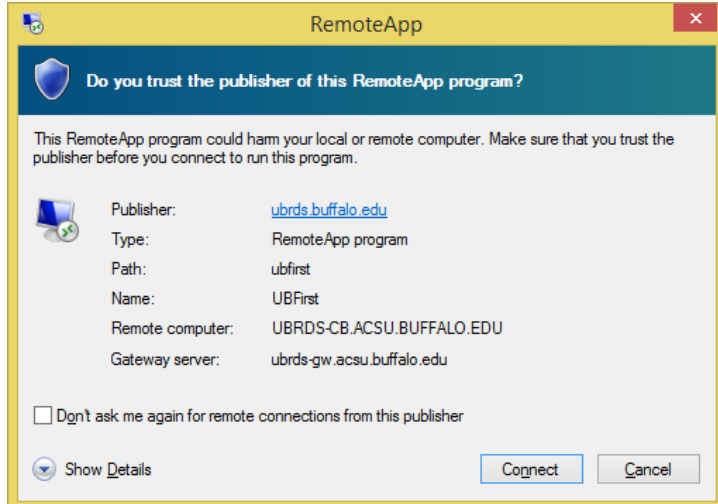 RemoteApp
Do you trust the publisher of this RemoteApp program?
This RemoteApp program could harm your local or remote computer. Make sure that you trust the
publisher before you connect to run this program.
Publisher: ubrds.buffalo.edu
Type: RemoteApp program
Path: ubfirst
Name: UBFirst
Remote computer: UBRDS-CB.ACSU.BUFFALO.EDU
Gateway server: ubrds-gw.acsu.buffalo.edu
Don't ask me again for remote connections from this publisher
Show Details Connect Cancel